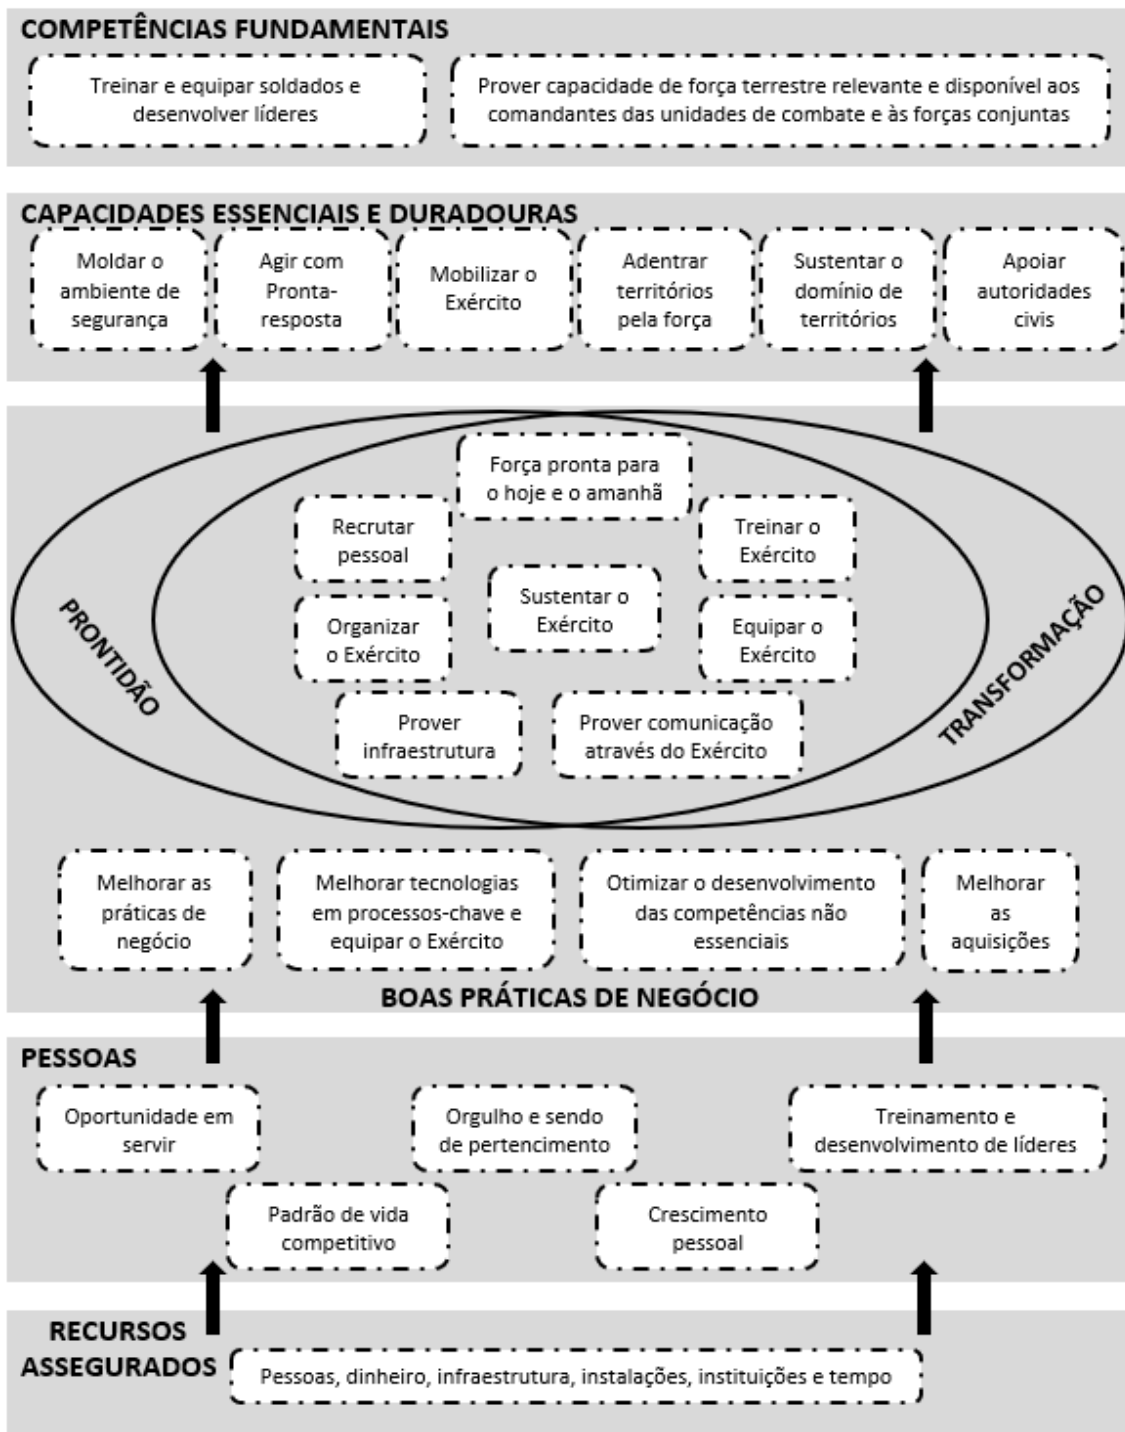 COMPETÊNCIAS FUNDAMENTAIS
Treinar e equipar soldados e
desenvolver líderes
Prover capacidade de força terrestre relevante e disponível aos
comandantes das unidades de combate e às forças conjuntas
CAPACIDADES ESSENCIAIS E DURADOURAS
Moldar o
ambiente de
segurança
Agir com
Pronta-
resposta
Mobilizar o
Exército
Adentrar
territórios
pela força
Sustentar o
domínio de
territórios
Apoiar
autoridades
civis
Força pronta para
o hoje e o amanhã
Recrutar
pessoal
Treinar o
Exército
Sustentar o
Exército
Organizar
o Exército
Equipar o
Exército
PRONTIDÃO
TRANSFORMAÇÃO
Prover
infraestrutura
Prover comunicação
através do Exército
Melhorar as
práticas de
negócio
Melhorar tecnologias
em processos-chave e
equipar o Exército
Otimizar o desenvolvimento
das competências não
essenciais
Melhorar
as
aquisições
BOAS PRÁTICAS DE NEGÓCIO
PESSOAS
Oportunidade em
servir
Orgulho e sendo
de pertencimento
Treinamento e
desenvolvimento de líderes
Padrão de vida
competitivo
Crescimento
pessoal
RECURSOS
ASSEGURADOS
Pessoas, dinheiro, infraestrutura, instalações, instituições e tempo